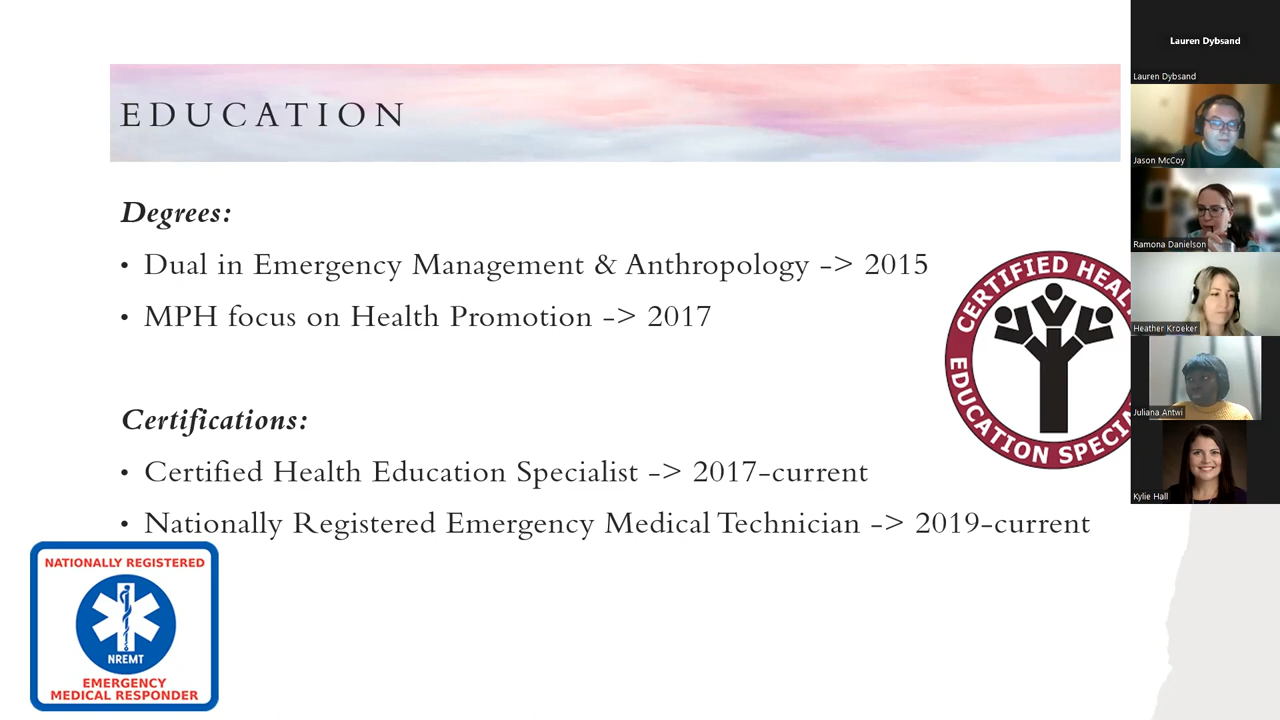 EDUCATION
Degrees:
• Dual in Emergency Management & Anthropology -> 2015
• MPH focus on Health Promotion -> 2017
Certifications:
• Certified Health Education Specialist -> 2017-current
• Nationally Registered Emergency Medical Technician -> 2019-current
CERTIFIED HEAL
EDUCATION SPECI
NATIONALLY REGISTERED
NREMT
EMERGENCY
MEDICAL RESPONDER
Lauren Dybsand
Lauren Dybsand
Jason McCoy
Ramona Danielson
Heather Kroeker
Juliana Antwi
Kylie Hall